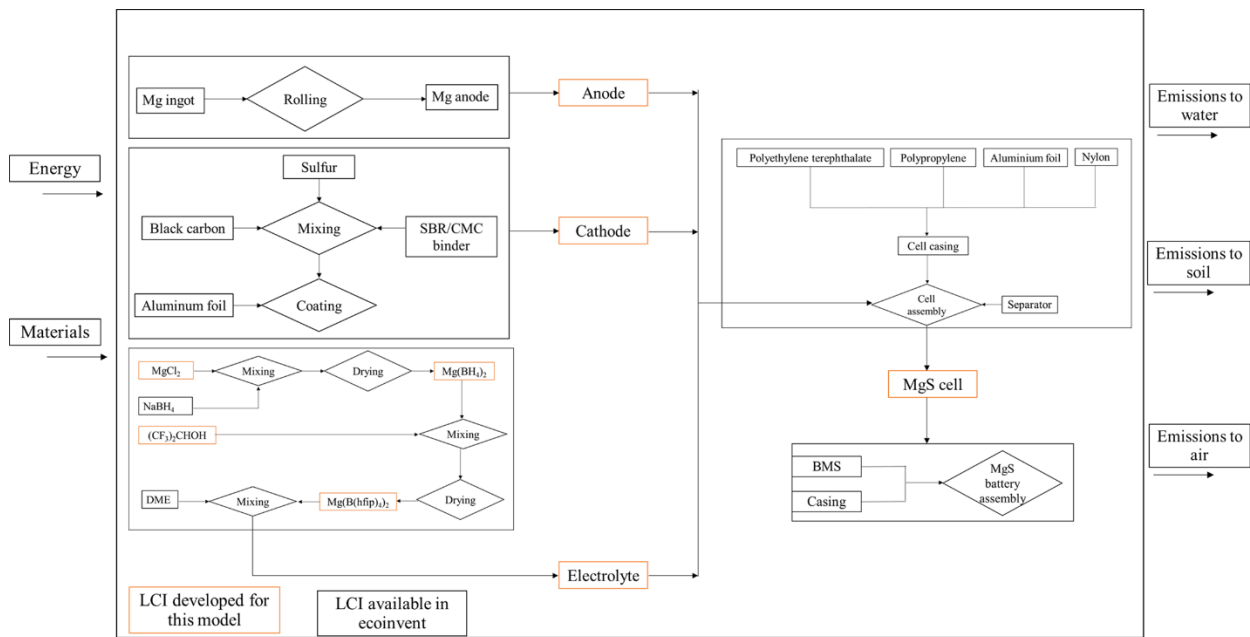 Energy
Materials
Mg ingot
Rolling
Mg anode
Anode
Sulfur
Black carbon
Mixing
SBR/CMC
binder
Cathode
Aluminum foil
Coating
MgCl₂
Mixing
Drying
Mg(BH₄)₂
NaBH₄
(CF₃)₂CHOH
Mixing
DME
Mixing
Mg(B(hfip)₄)₂
Drying
Electrolyte
LCI developed for
this model
LCI available in
ecoinvent
Polyethylene terephthalate
Polypropylene
Aluminium foil
Nylon
Cell casing
Cell
assembly
Separator
MgS cell
BMS
Casing
MgS
battery
assembly
Emissions to
water
Emissions to
soil
Emissions to
air